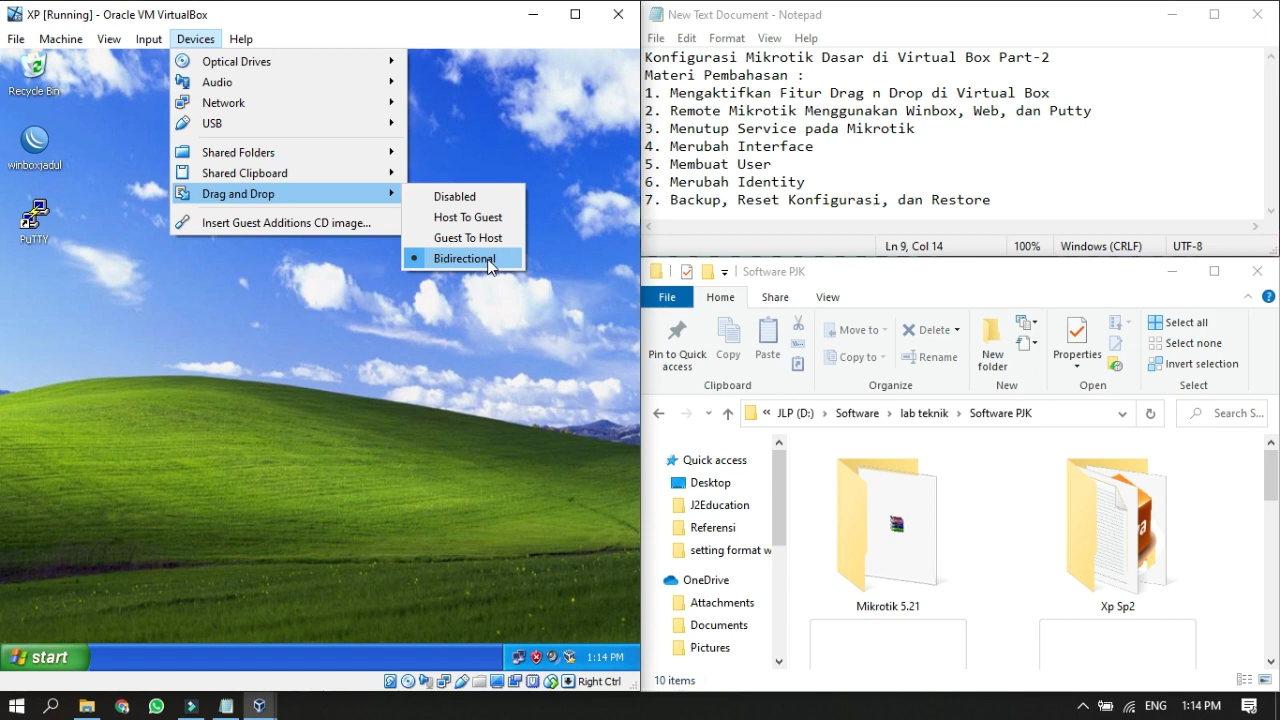 XP [Running] - Oracle VM VirtualBox
File Machine View Input Devices Help
Recycle Bin
winboxjadul
PuTTY
Optical Drives
Audio
Network
USB
Shared Folders
Shared Clipboard
Drag and Drop
Insert Guest Additions CD image...
Disabled
Host To Guest
Guest To Host
Bidirectional
start
1:14 PM
Right Ctrl
New Text Document - Notepad
File Edit Format View Help
Konfigurasi Mikrotik Dasar di Virtual Box Part-2
Materi Pembahasan :
1. Mengaktifkan Fitur Drag n Drop di Virtual Box
2. Remote Mikrotik Menggunakan Winbox, Web, dan Putty
3. Menutup Service pada Mikrotik
4. Merubah Interface
5. Membuat User
6. Merubah Identity
7. Backup, Reset Konfigurasi, dan Restore
Ln 9, Col 14 100% Windows (CRLF) UTF-8
Software PJK
File Home Share View
Pin to Quick access
Copy
Paste
Clipboard
Move to
Copy to
Delete
Rename
Organize
New folder
New
Properties
Open
Select all
Select none
Invert selection
Select
« JLP (D:) › Software › lab teknik › Software PJK
Search S...
Quick access
Desktop
J2Education
Referensi
setting format w
OneDrive
Attachments
Documents
Pictures
Mikrotik 5.21
Xp Sp2
10 items
ENG 1:14 PM